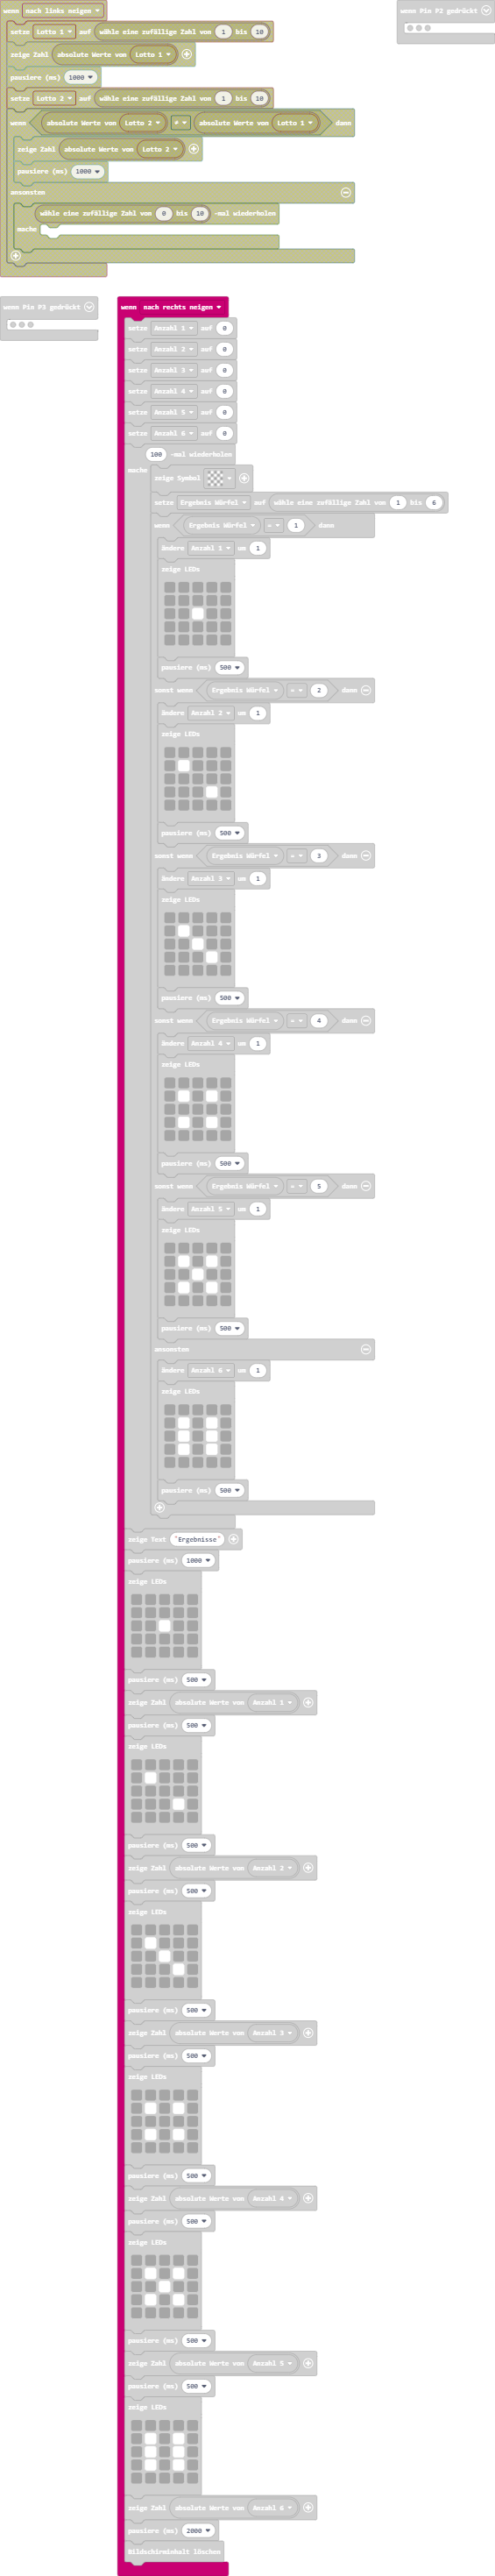 wenn nach links neigen
setze Lotto 1 auf wähle eine zufällige Zahl von 1 bis 10
zeige Zahl absolute Werte von Lotto 1
pausiere (ms) 1000
setze Lotto 2 auf wähle eine zufällige Zahl von 1 bis 10
wenn absolute Werte von Lotto 2 ≠ absolute Werte von Lotto 1 dann
zeige Zahl absolute Werte von Lotto 2
pausiere (ms) 1000
ansonsten
wähle eine zufällige Zahl von 0 bis 10 -mal wiederholen
mache
wenn Pin P2 gedrückt
wenn Pin P3 gedrückt
wenn nach rechts neigen
setze Anzahl 1 auf 0
setze Anzahl 2 auf 0
setze Anzahl 3 auf 0
setze Anzahl 4 auf 0
setze Anzahl 5 auf 0
setze Anzahl 6 auf 0
100 -mal wiederholen
mache
zeige Symbol
setze Ergebnis Würfel auf wähle eine zufällige Zahl von 1 bis 6
wenn Ergebnis Würfel = 1 dann
ändere Anzahl 1 um 1
zeige LEDs
pausiere (ms) 500
sonst wenn Ergebnis Würfel = 2 dann
ändere Anzahl 2 um 1
zeige LEDs
pausiere (ms) 500
sonst wenn Ergebnis Würfel = 3 dann
ändere Anzahl 3 um 1
zeige LEDs
pausiere (ms) 500
sonst wenn Ergebnis Würfel = 4 dann
ändere Anzahl 4 um 1
zeige LEDs
pausiere (ms) 500
sonst wenn Ergebnis Würfel = 5 dann
ändere Anzahl 5 um 1
zeige LEDs
pausiere (ms) 500
ansonsten
ändere Anzahl 6 um 1
zeige LEDs
pausiere (ms) 500
zeige Text "Ergebnisse"
pausiere (ms) 1000
zeige LEDs
pausiere (ms) 500
zeige Zahl absolute Werte von Anzahl 1
pausiere (ms) 500
zeige LEDs
pausiere (ms) 500
zeige Zahl absolute Werte von Anzahl 2
pausiere (ms) 500
zeige LEDs
pausiere (ms) 500
zeige Zahl absolute Werte von Anzahl 3
pausiere (ms) 500
zeige LEDs
pausiere (ms) 500
zeige Zahl absolute Werte von Anzahl 4
pausiere (ms) 500
zeige LEDs
pausiere (ms) 500
zeige Zahl absolute Werte von Anzahl 5
pausiere (ms) 500
zeige LEDs
zeige Zahl absolute Werte von Anzahl 6
pausiere (ms) 2000
Bildschirminhalt löschen